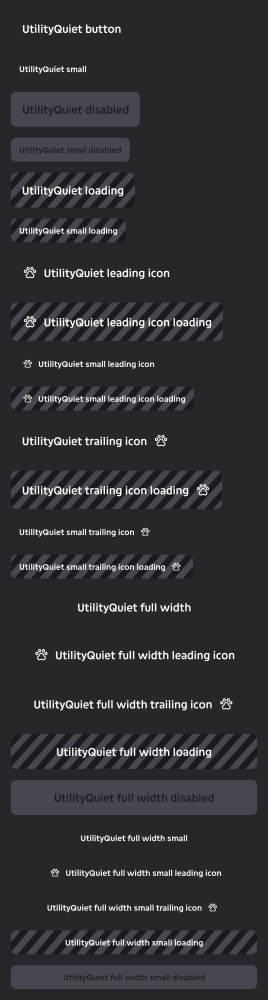 UtilityQuiet button
UtilityQuiet small
UtilityQuiet disabled
UtilityQuiet small disabled
UtilityQuiet loading
UtilityQuiet small loading
UtilityQuiet leading icon
UtilityQuiet leading icon loading
UtilityQuiet small leading icon
UtilityQuiet small leading icon loading
UtilityQuiet trailing icon
UtilityQuiet trailing icon loading
UtilityQuiet small trailing icon
UtilityQuiet small trailing icon loading
UtilityQuiet full width
UtilityQuiet full width leading icon
UtilityQuiet full width trailing icon
UtilityQuiet full width loading
UtilityQuiet full width disabled
UtilityQuiet full width small
UtilityQuiet full width small leading icon
UtilityQuiet full width small trailing icon
UtilityQuiet full width small loading
UtilityQuiet full width small disabled